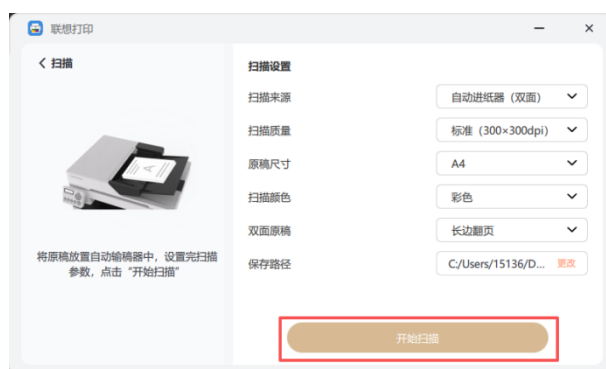 联想打印
扫描
将原稿放置自动输稿器中，设置完扫描
参数，点击“开始扫描”
扫描设置
扫描来源 自动进纸器（双面）
扫描质量 标准（300×300dpi）
原稿尺寸 A4
扫描颜色 彩色
双面原稿 长边翻页
保存路径 C:/Users/15136/D... 更改
开始扫描